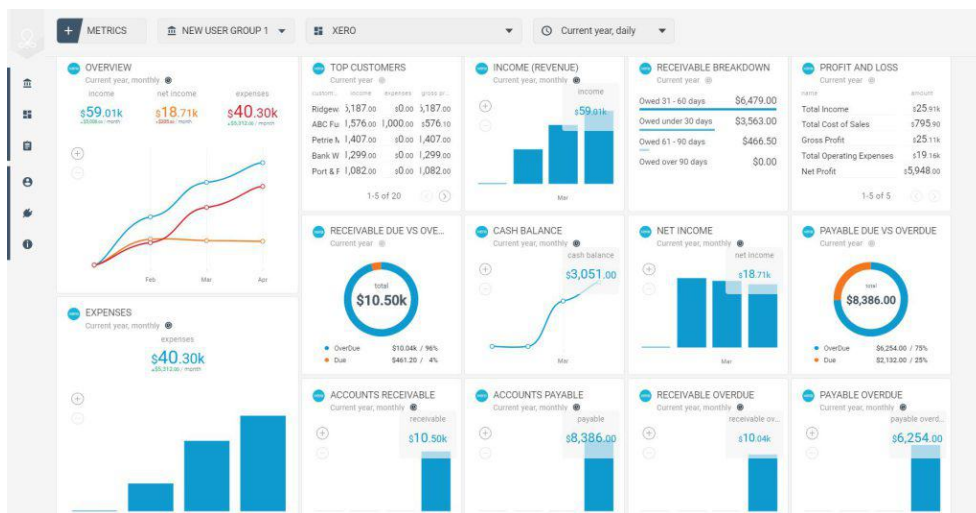 METRICS
NEW USER GROUP 1
XERO
Current year, daily
OVERVIEW
Current year, monthly
income
net income
expenses
$59.01k
$18.71k
$40.30k
/ month
/ month
/ month
Feb
Mar
Apr
EXPENSES
Current year, monthly
expenses
$40.30k
/ month
TOP CUSTOMERS
Current year
custom... income expenses gross pr...
Ridgew 5,187.00 $0.00 5,187.00
ABC Fu 1,576.00 1,000.00 $576.10
Petrie 1,407.00 $0.00 1,407.00
Bank W 1,299.00 $0.00 1,299.00
Port & F 1,082.00 $0.00 1,082.00
1-5 of 20
INCOME (REVENUE)
Current year, monthly
income
$59.01k
Mar
RECEIVABLE BREAKDOWN
Current year
Owed 31 - 60 days $6,479.00
Owed under 30 days $3,563.00
Owed 61 - 90 days $466.50
Owed over 90 days $0.00
PROFIT AND LOSS
Current year
name amount
Total Income $25.91k
Total Cost of Sales $795.90
Gross Profit $25.11k
Total Operating Expenses $19.16k
Net Profit $5,948.00
1-5 of 5
RECEIVABLE DUE VS OVE...
Current year
total
$10.50k
OverDue $10.04k / 96%
Due $461.20 / 4%
CASH BALANCE
Current year, monthly
cash balance
$3,051.00
Mar
NET INCOME
Current year, monthly
net income
$18.71k
Mar
PAYABLE DUE VS OVERDUE
Current year
total
$8,386.00
OverDue $6,254.00 / 75%
Due $2,132.00 / 25%
ACCOUNTS RECEIVABLE
Current year, monthly
receivable
$10.50k
ACCOUNTS PAYABLE
Current year, monthly
payable
$8,386.00
RECEIVABLE OVERDUE
Current year, monthly
receivable ov...
$10.04k
PAYABLE OVERDUE
Current year, monthly
payable overd...
$6,254.00